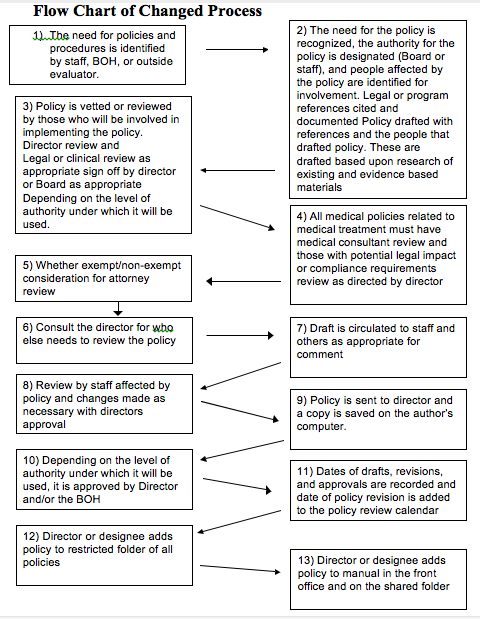 Flow Chart of Changed Process
1). The need for policies and
procedures is identified
by staff, BOH, or outside
evaluator.
2) The need for the policy is
recognized, the authority for the
policy is designated (Board or
staff), and people affected by
the policy are identified for
involvement. Legal or program
references cited and
documented Policy drafted with
references and the people that
drafted policy. These are
drafted based upon research of
existing and evidence based
materials
3) Policy is vetted or reviewed
by those who will be involved in
implementing the policy.
Director review and
Legal or clinical review as
appropriate sign off by director
or Board as appropriate
Depending on the level of
authority under which it will be
used.
4) All medical policies related to
medical treatment must have
medical consultant review and
those with potential legal impact
or compliance requirements
review as directed by director
5) Whether exempt/non-exempt
consideration for attorney
review
6) Consult the director for who
else needs to review the policy
7) Draft is circulated to staff and
others as appropriate for
comment
8) Review by staff affected by
policy and changes made as
necessary with directors
approval
9) Policy is sent to director and
a copy is saved on the author's
computer.
10) Depending on the level of
authority under which it will be
used, it is approved by Director
and/or the BOH
11) Dates of drafts, revisions,
and approvals are recorded and
date of policy revision is added
to the policy review calendar
12) Director or designee adds
policy to restricted folder of all
policies
13) Director or designee adds
policy to manual in the front
office and on the shared folder